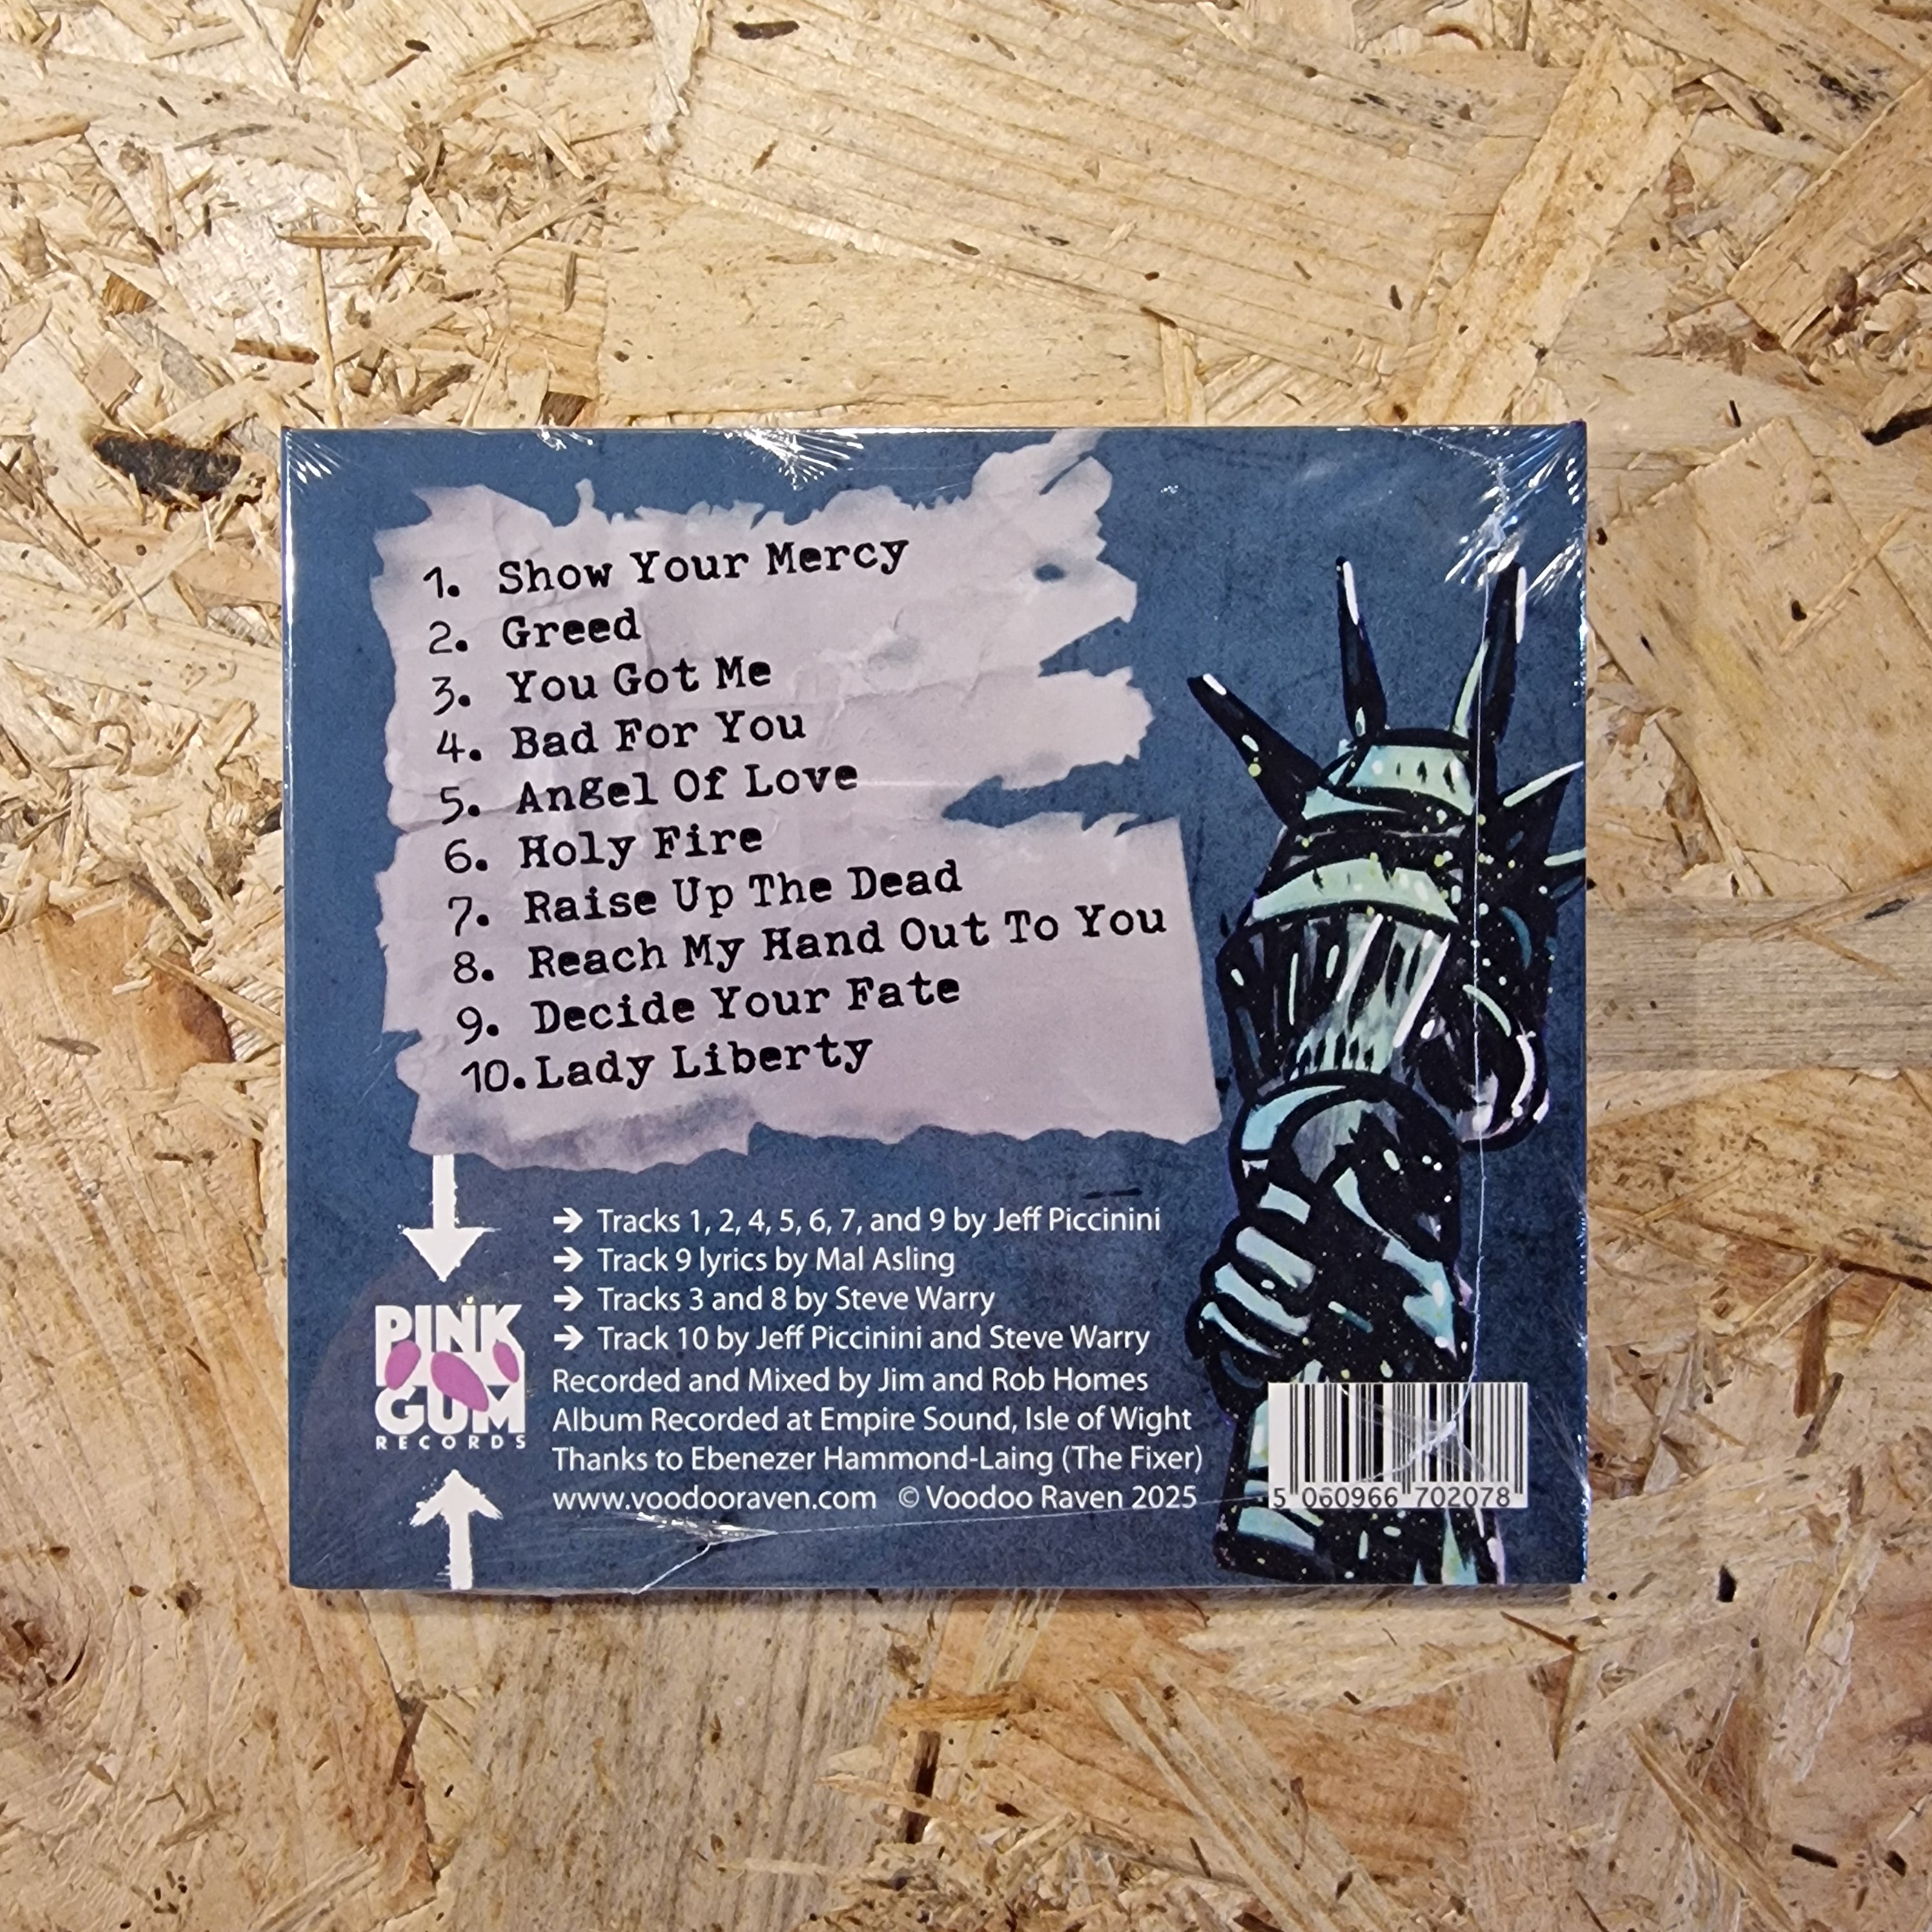 1. Show Your Mercy
2. Greed
3. You Got Me
4. Bad For You
5. Angel Of Love
6. Holy Fire
7. Raise Up The Dead
8. Reach My Hand Out To You
9. Decide Your Fate
10. Lady Liberty
→ Tracks 1, 2, 4, 5, 6, 7, and 9 by Jeff Piccinini
→ Track 9 lyrics by Mal Asling
→ Tracks 3 and 8 by Steve Warry
→ Track 10 by Jeff Piccinini and Steve Warry
Recorded and Mixed by Jim and Rob Homes
Album Recorded at Empire Sound, Isle of Wight
Thanks to Ebenezer Hammond-Laing (The Fixer)
www.voodooraven.com © Voodoo Raven 2025
PINK
GUM
RECORDS
5 060966 702078